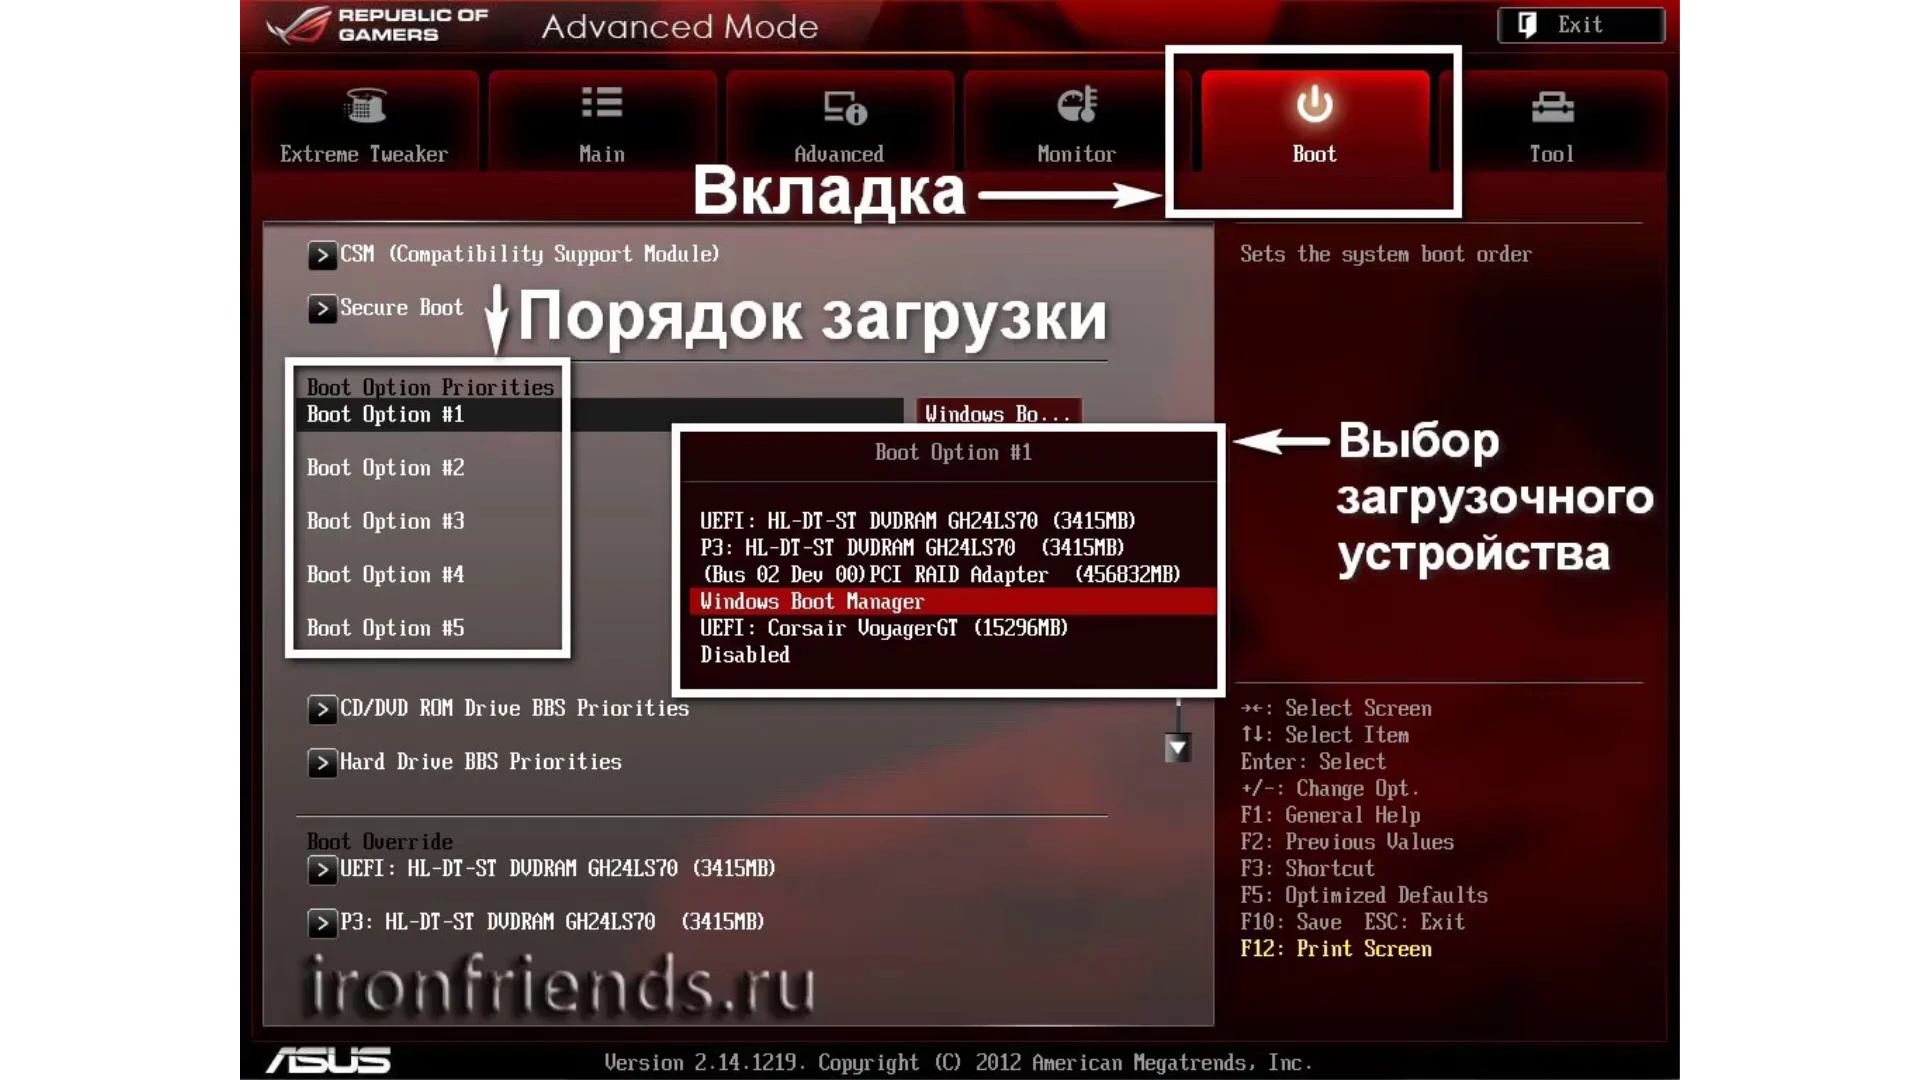 REPUBLIC OF
GAMERS
Advanced Mode
Exit
Extreme Tweaker
Main
Advanced
Monitor
Boot
Tool
Вкладка
CSM (Compatibility Support Module)
Sets the system boot order
Secure Boot
Порядок загрузки
Boot Option Priorities
Boot Option #1
Windows Bo...
Boot Option #2
Boot Option #3
Boot Option #4
Boot Option #5
Boot Option #1
UEFI: HL-DT-ST DVDRAM GH24LS70 (3415MB)
P3: HL-DT-ST DVDRAM GH24LS70 (3415MB)
(Bus 02 Dev 00)PCI RAID Adapter (456832MB)
Windows Boot Manager
UEFI: Corsair VoyagerGT (15296MB)
Disabled
Выбор
загрузочного
устройства
CD/DVD ROM Drive BBS Priorities
Hard Drive BBS Priorities
Boot Override
UEFI: HL-DT-ST DVDRAM GH24LS70 (3415MB)
P3: HL-DT-ST DVDRAM GH24LS70 (3415MB)
→←: Select Screen
↑↓: Select Item
Enter: Select
+/-: Change Opt.
F1: General Help
F2: Previous Values
F3: Shortcut
F5: Optimized Defaults
F10: Save ESC: Exit
F12: Print Screen
ironfriends.ru
ASUS
Version 2.14.1219. Copyright (C) 2012 American Megatrends, Inc.